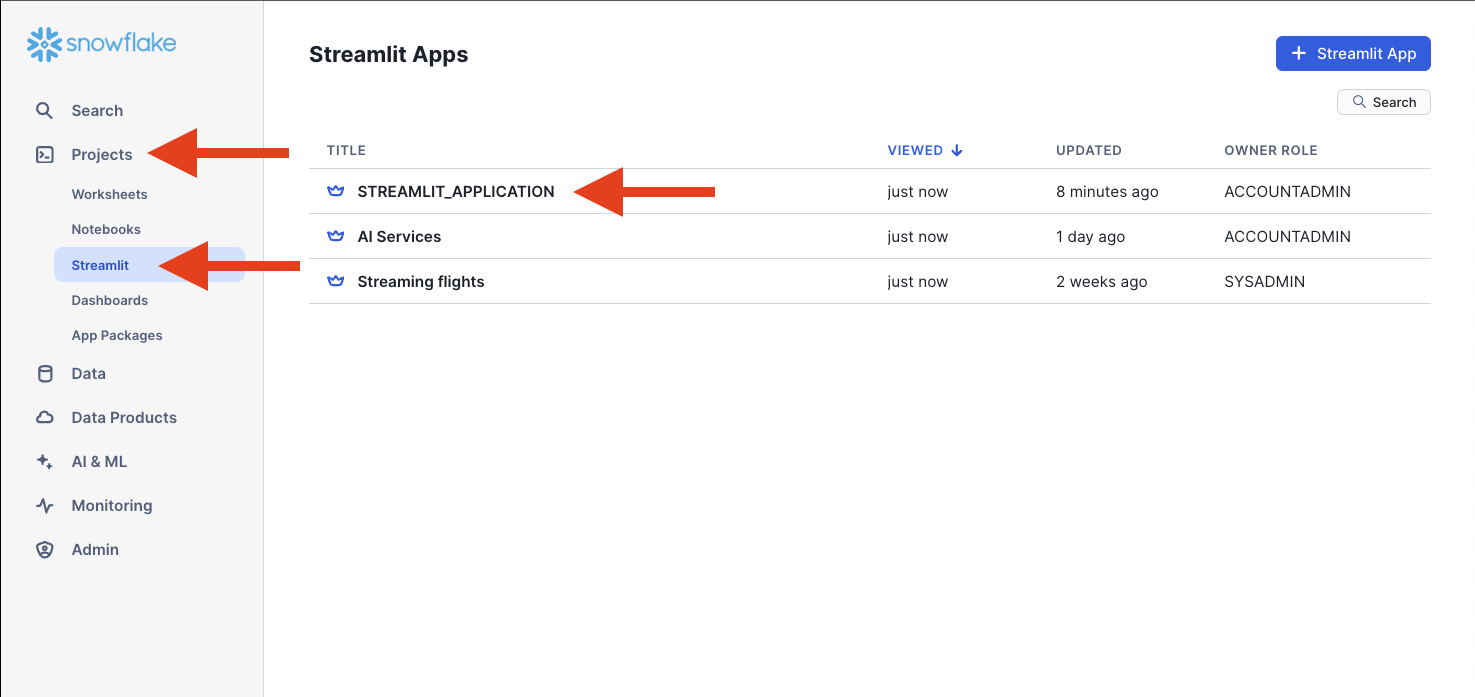 snowflake
Search
Projects
Worksheets
Notebooks
Streamlit
Dashboards
App Packages
Data
Data Products
AI & ML
Monitoring
Admin
Streamlit Apps
+ Streamlit App
Search
TITLE VIEWED ↓ UPDATED OWNER ROLE
STREAMLIT_APPLICATION just now 8 minutes ago ACCOUNTADMIN
AI Services just now 1 day ago ACCOUNTADMIN
Streaming flights just now 2 weeks ago SYSADMIN